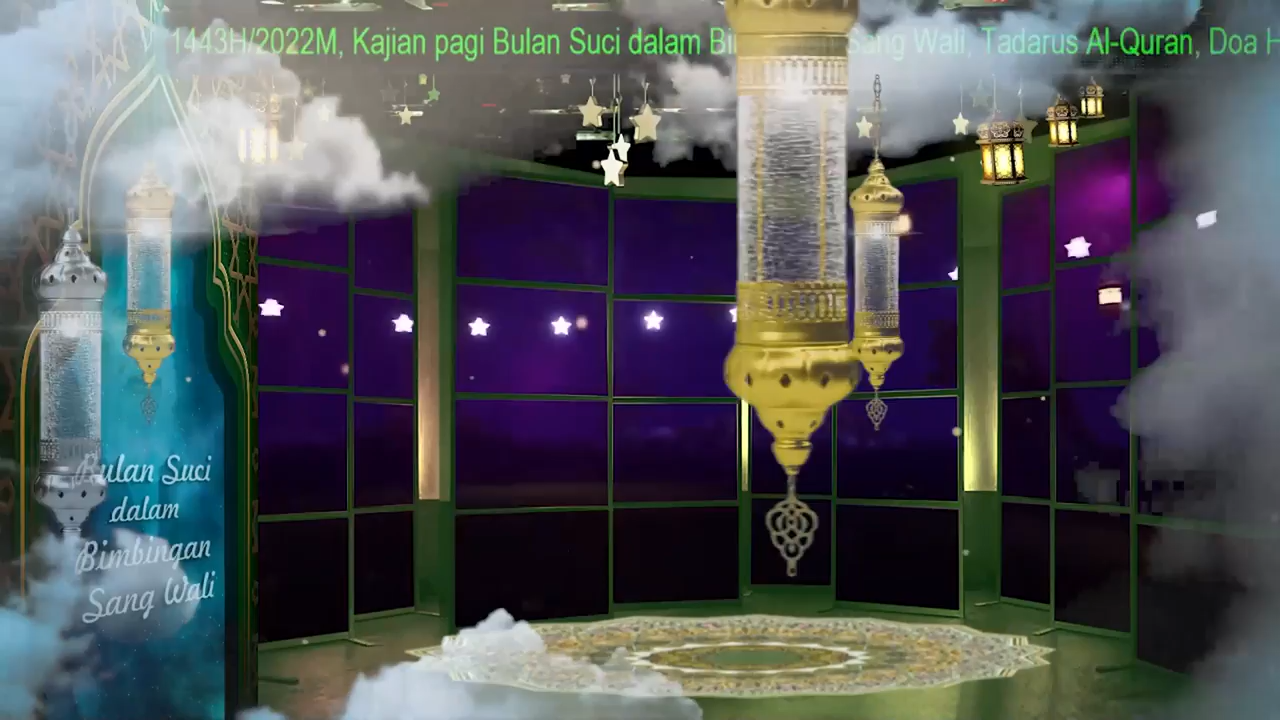 1443H/2022M, Kajian pagi Bulan Suci dalam Sang Wali, Tadarus Al-Quran, Doa
Bulan Suci
dalam
Bimbingan
Sang Wali